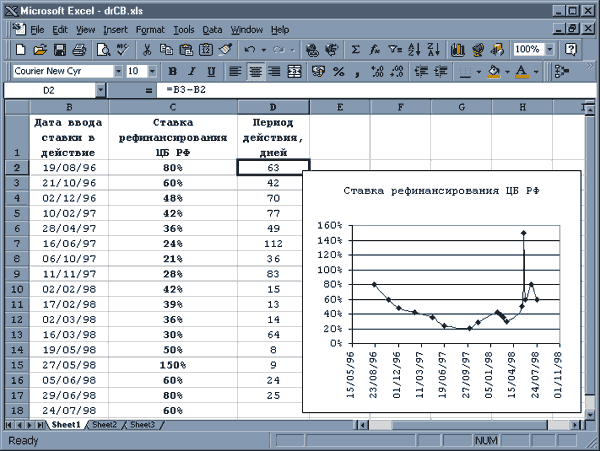 Microsoft Excel - drCB.xls
File Edit View Insert Format Tools Data Window Help
100%
Courier New Cyr 10 B I U % , 
D2 = =B3-B2
B C D E F G H I
1 Дата ввода ставки в действие Ставка рефинансирования ЦБ РФ Период действия, дней
2 19/08/96 80% 63
3 21/10/96 60% 42
4 02/12/96 48% 70
5 10/02/97 42% 77
6 28/04/97 36% 49
7 16/06/97 24% 112
8 06/10/97 21% 36
9 11/11/97 28% 83
10 02/02/98 42% 15
11 17/02/98 39% 13
12 02/03/98 36% 14
13 16/03/98 30% 64
14 19/05/98 50% 8
15 27/05/98 150% 9
16 05/06/98 60% 24
17 29/06/98 80% 25
18 24/07/98 60%
Ставка рефинансирования ЦБ РФ
160%
140%
120%
100%
80%
60%
40%
20%
0%
15/05/96
23/08/96
01/12/96
11/03/97
19/06/97
27/09/97
05/01/98
15/04/98
24/07/98
01/11/98
Sheet1 Sheet2 Sheet3
Ready NUM